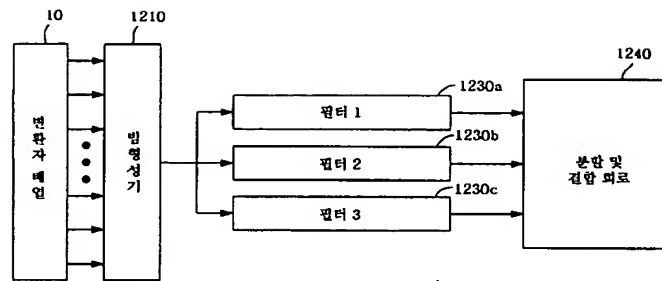 10
1210
변환자 배열
빔형성기
1230a
필터 1
1230b
필터 2
1230c
필터 3
1240
분할 및
결합 회로